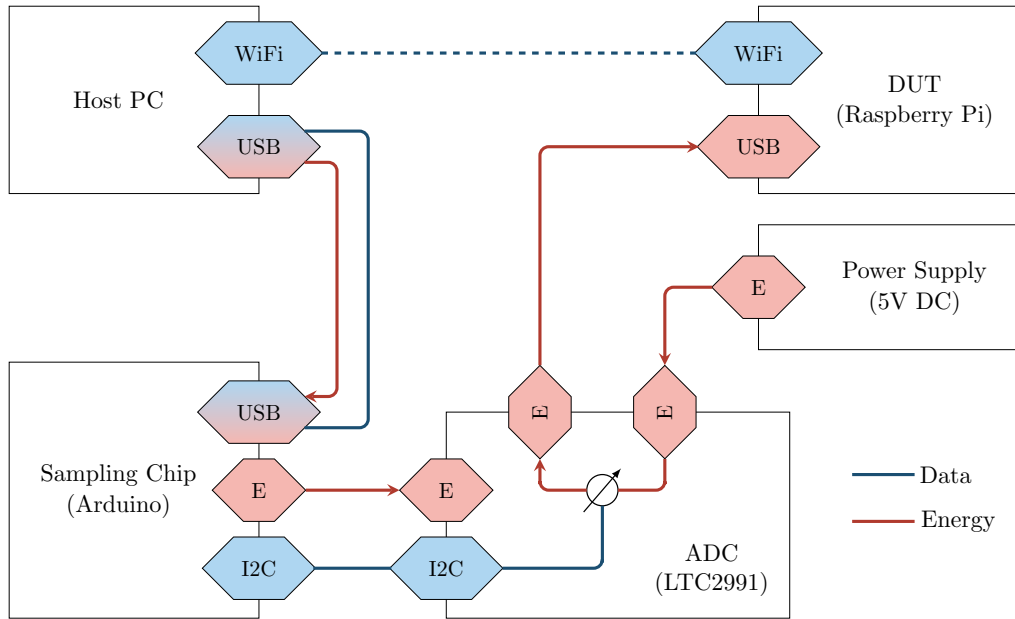 WiFi
WiFi
Host PC
DUT
(Raspberry Pi)
USB
USB
Power Supply
(5V DC)
E
E
E
USB
Sampling Chip
(Arduino)
E
E
Data
Energy
I2C
I2C
ADC
(LTC2991)